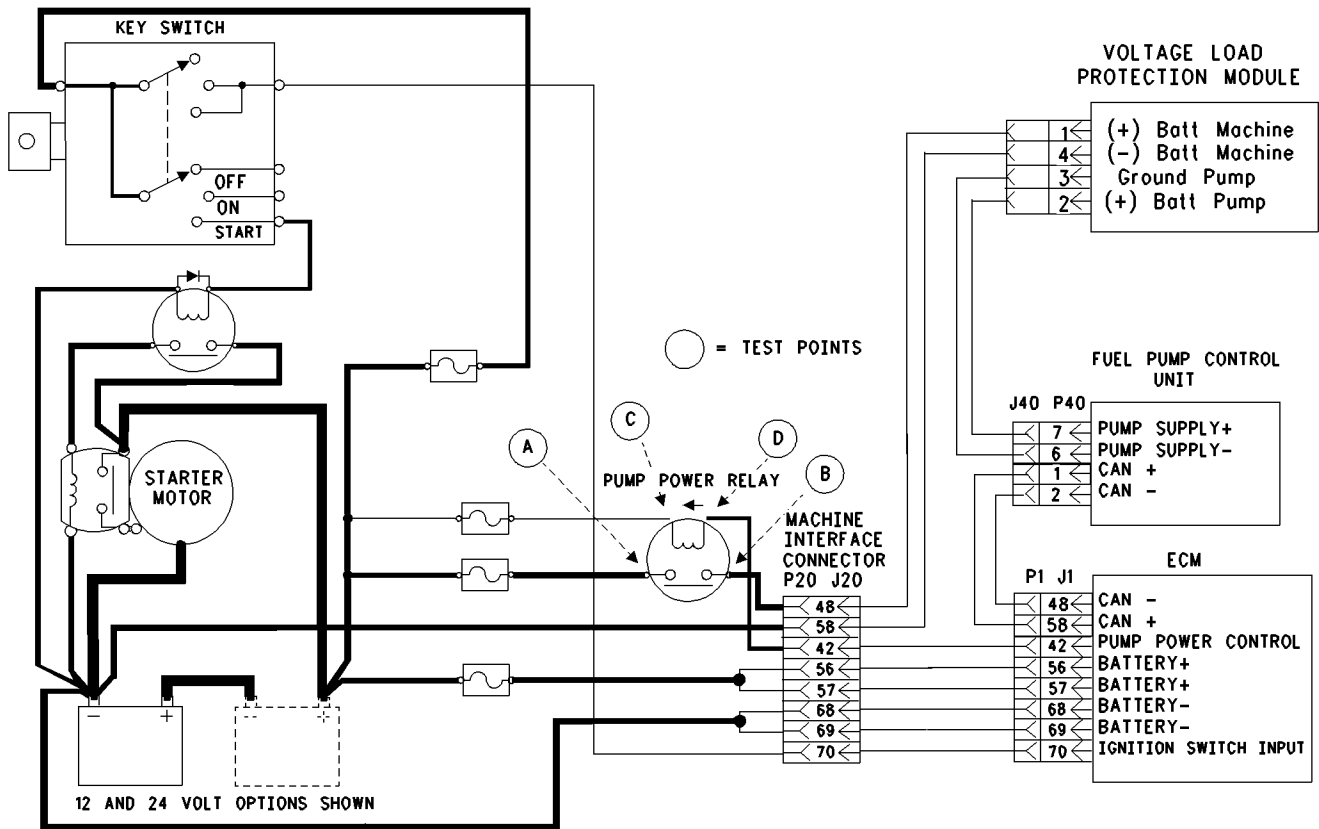 KEY SWITCH
OFF
ON
START
VOLTAGE LOAD
PROTECTION MODULE
1 (+) Batt Machine
4 (-) Batt Machine
3 Ground Pump
2 (+) Batt Pump
= TEST POINTS
FUEL PUMP CONTROL
UNIT
J40 P40
7 PUMP SUPPLY+
6 PUMP SUPPLY-
1 CAN +
2 CAN -
STARTER
MOTOR
A
C
D
B
PUMP POWER RELAY
MACHINE
INTERFACE
CONNECTOR
P20 J20
48
58
42
56
57
68
69
70
ECM
P1 J1
48 CAN -
58 CAN +
42 PUMP POWER CONTROL
56 BATTERY+
57 BATTERY+
68 BATTERY-
69 BATTERY-
70 IGNITION SWITCH INPUT
- +
- +
12 AND 24 VOLT OPTIONS SHOWN